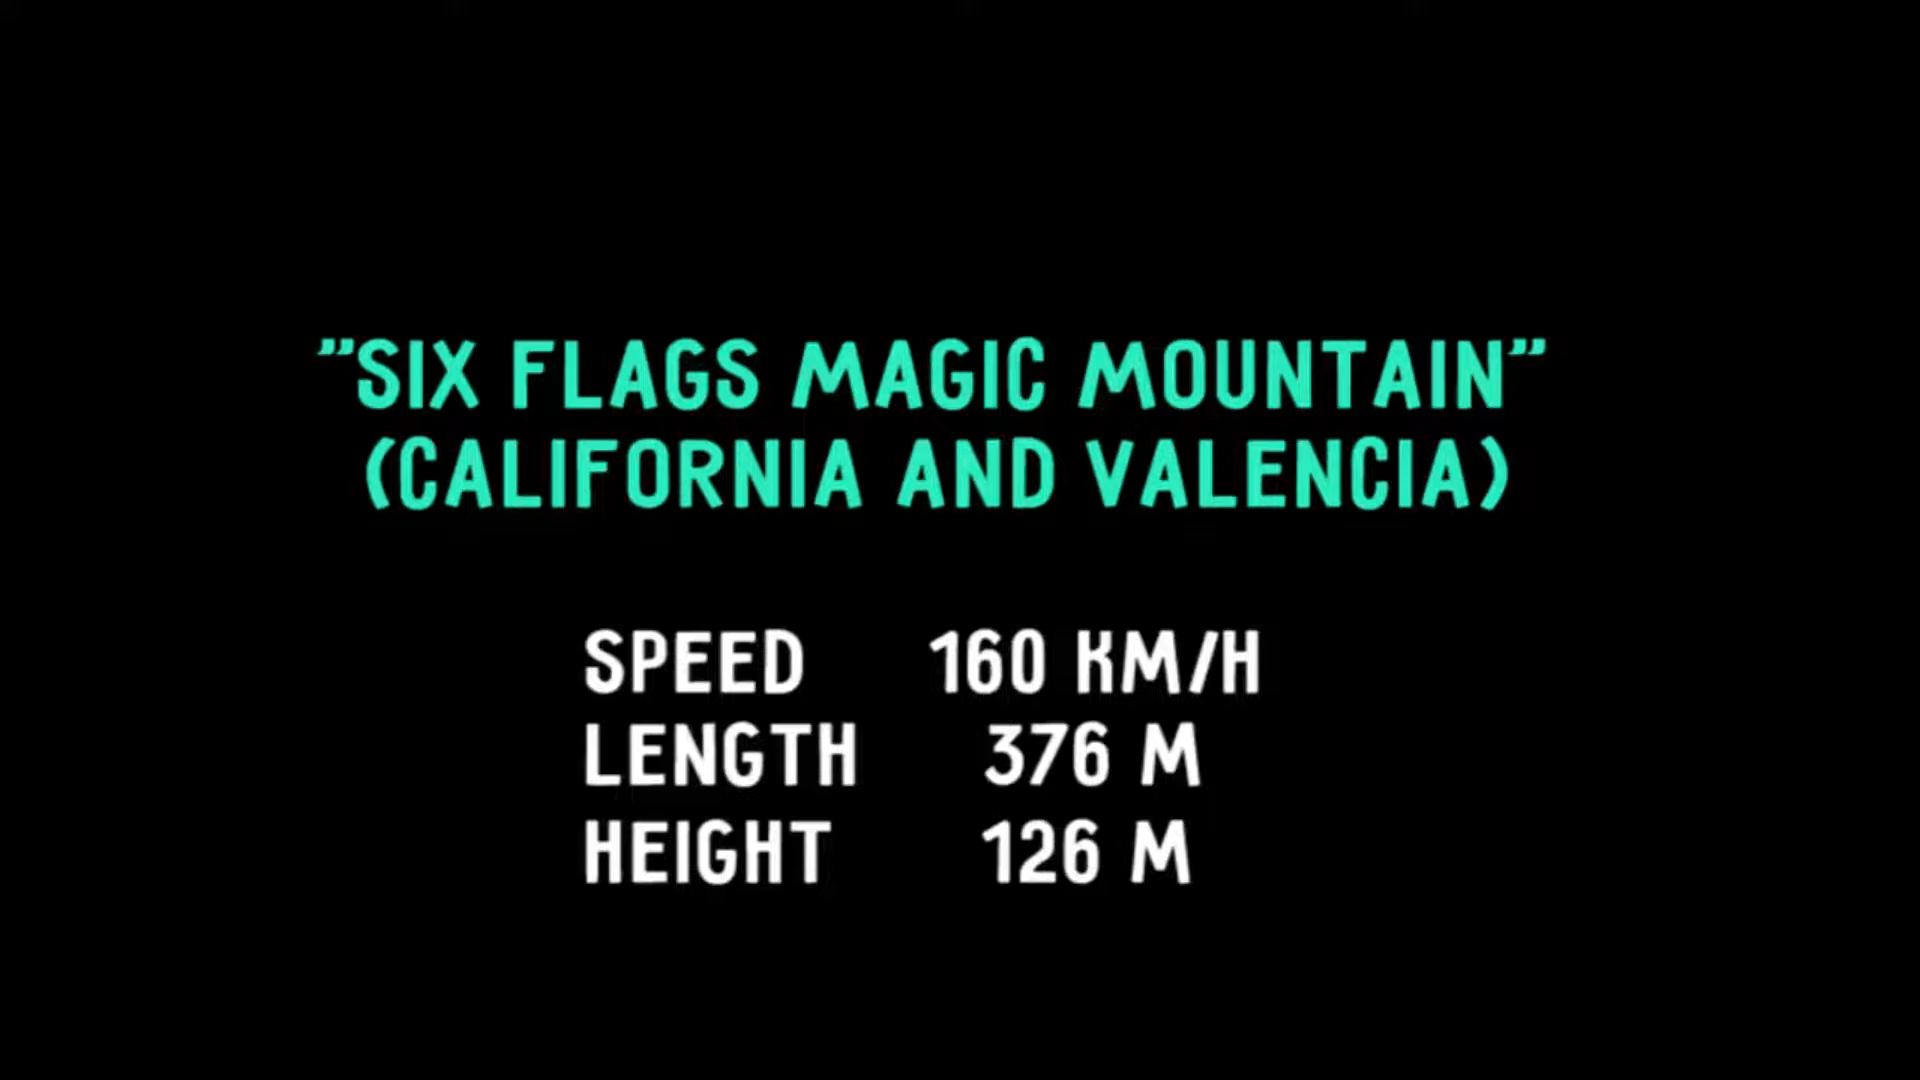 "SIX FLAGS MAGIC MOUNTAIN"
(CALIFORNIA AND VALENCIA)
SPEED 160 KM/H
LENGTH 376 M
HEIGHT 126 M